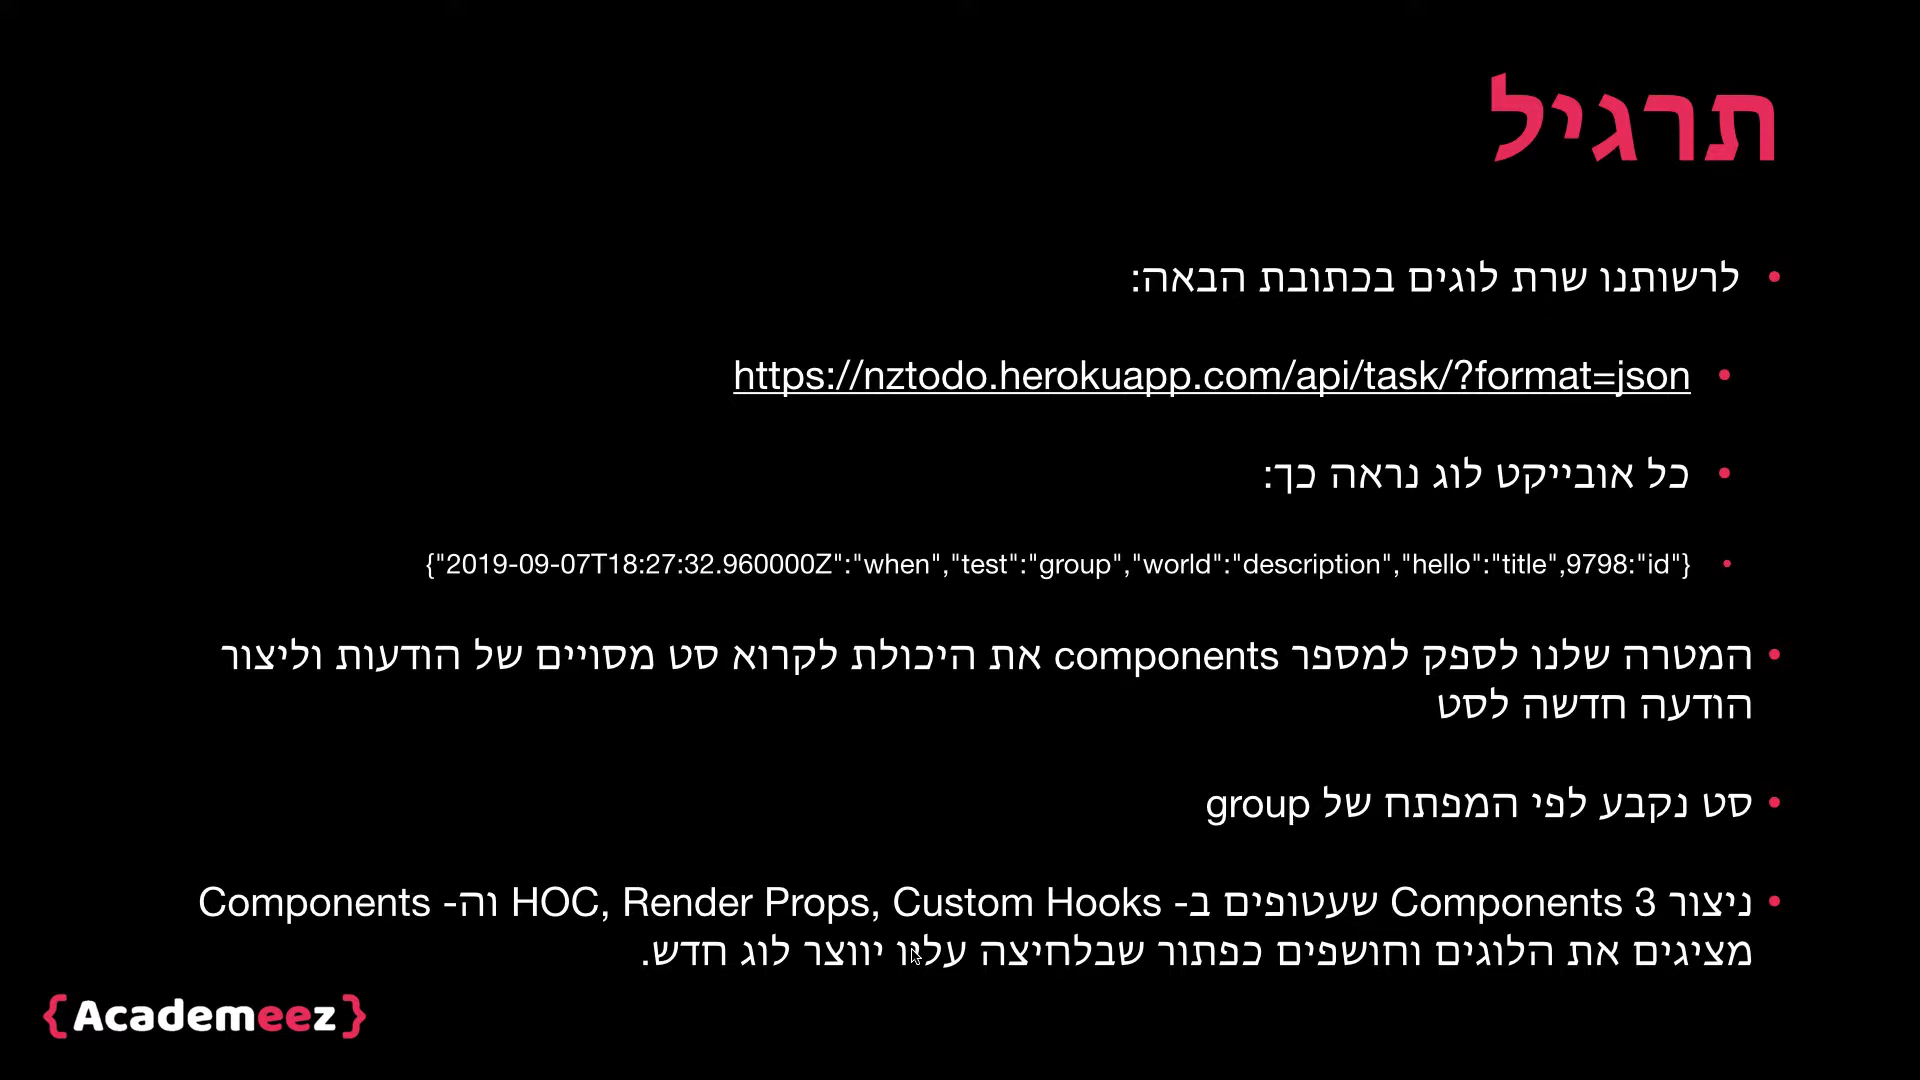 תרגיל
לרשותנו שרת לוגים בכתובת הבאה:
https://nztodo.herokuapp.com/api/task/?format=json
כל אובייקט לוג נראה כך:
{"2019-09-07T18:27:32.960000Z":"when","test":"group","world":"description","hello":"title",9798:"id"}
המטרה שלנו לספק למספר components את היכולת לקרוא סט מסויים של הודעות וליצור
הודעה חדשה לסט
סט נקבע לפי המפתח של group
ניצור 3 Components שעטופים ב- HOC, Render Props, Custom Hooks וה- Components
מציגים את הלוגים וחושפים כפתור שבלחיצה עליו יווצר לוג חדש.
{Academeez}